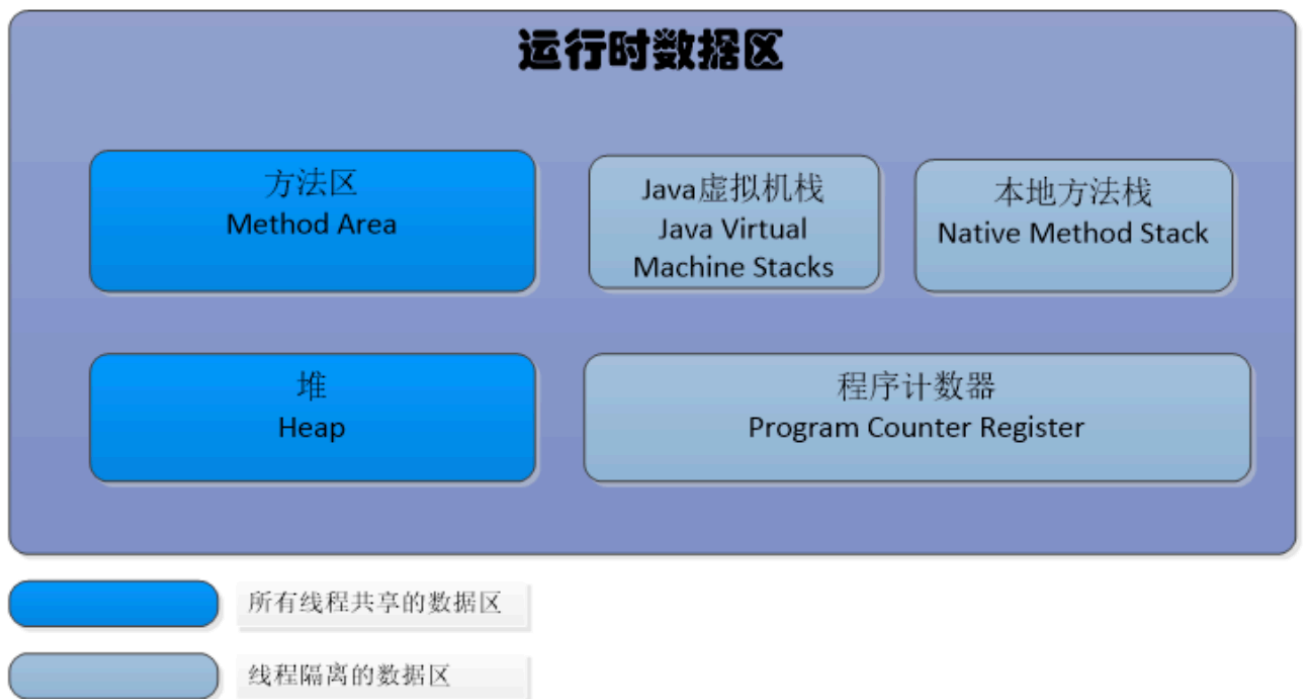 运行时数据区
方法区
Method Area
Java虚拟机栈
Java Virtual
Machine Stacks
本地方法栈
Native Method Stack
堆
Heap
程序计数器
Program Counter Register
所有线程共享的数据区
线程隔离的数据区